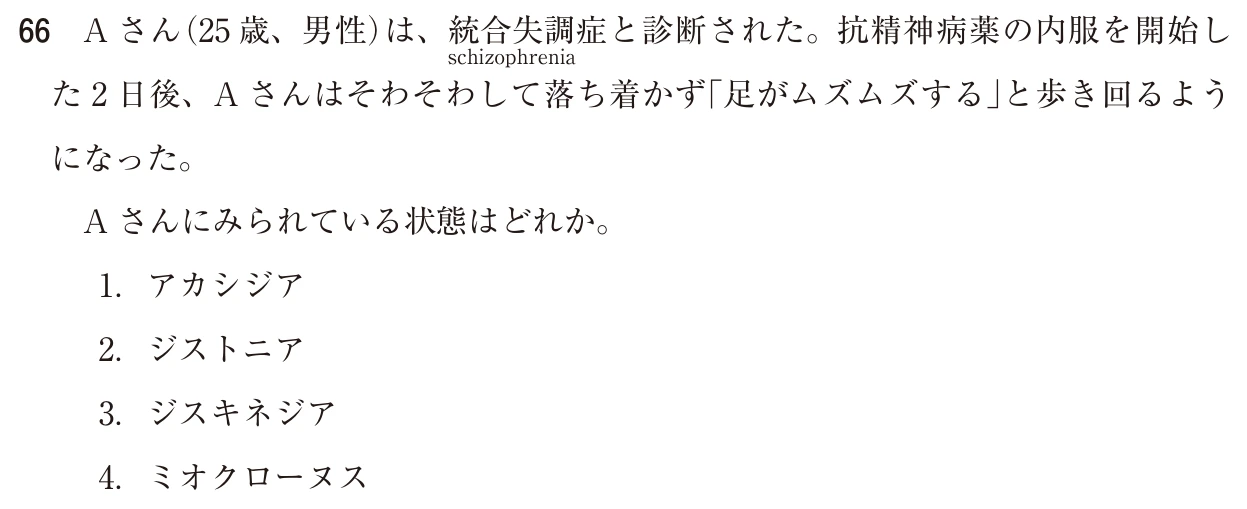 66 Aさん(25歳、男性)は、統合失調症と診断された。抗精神病薬の内服を開始し
schizophrenia
た2日後、Aさんはそわそわして落ち着かず「足がムズムズする」と歩き回るよう
になった。
Aさんにみられている状態はどれか。
1. アカシジア
2. ジストニア
3. ジスキネジア
4. ミオクローヌス